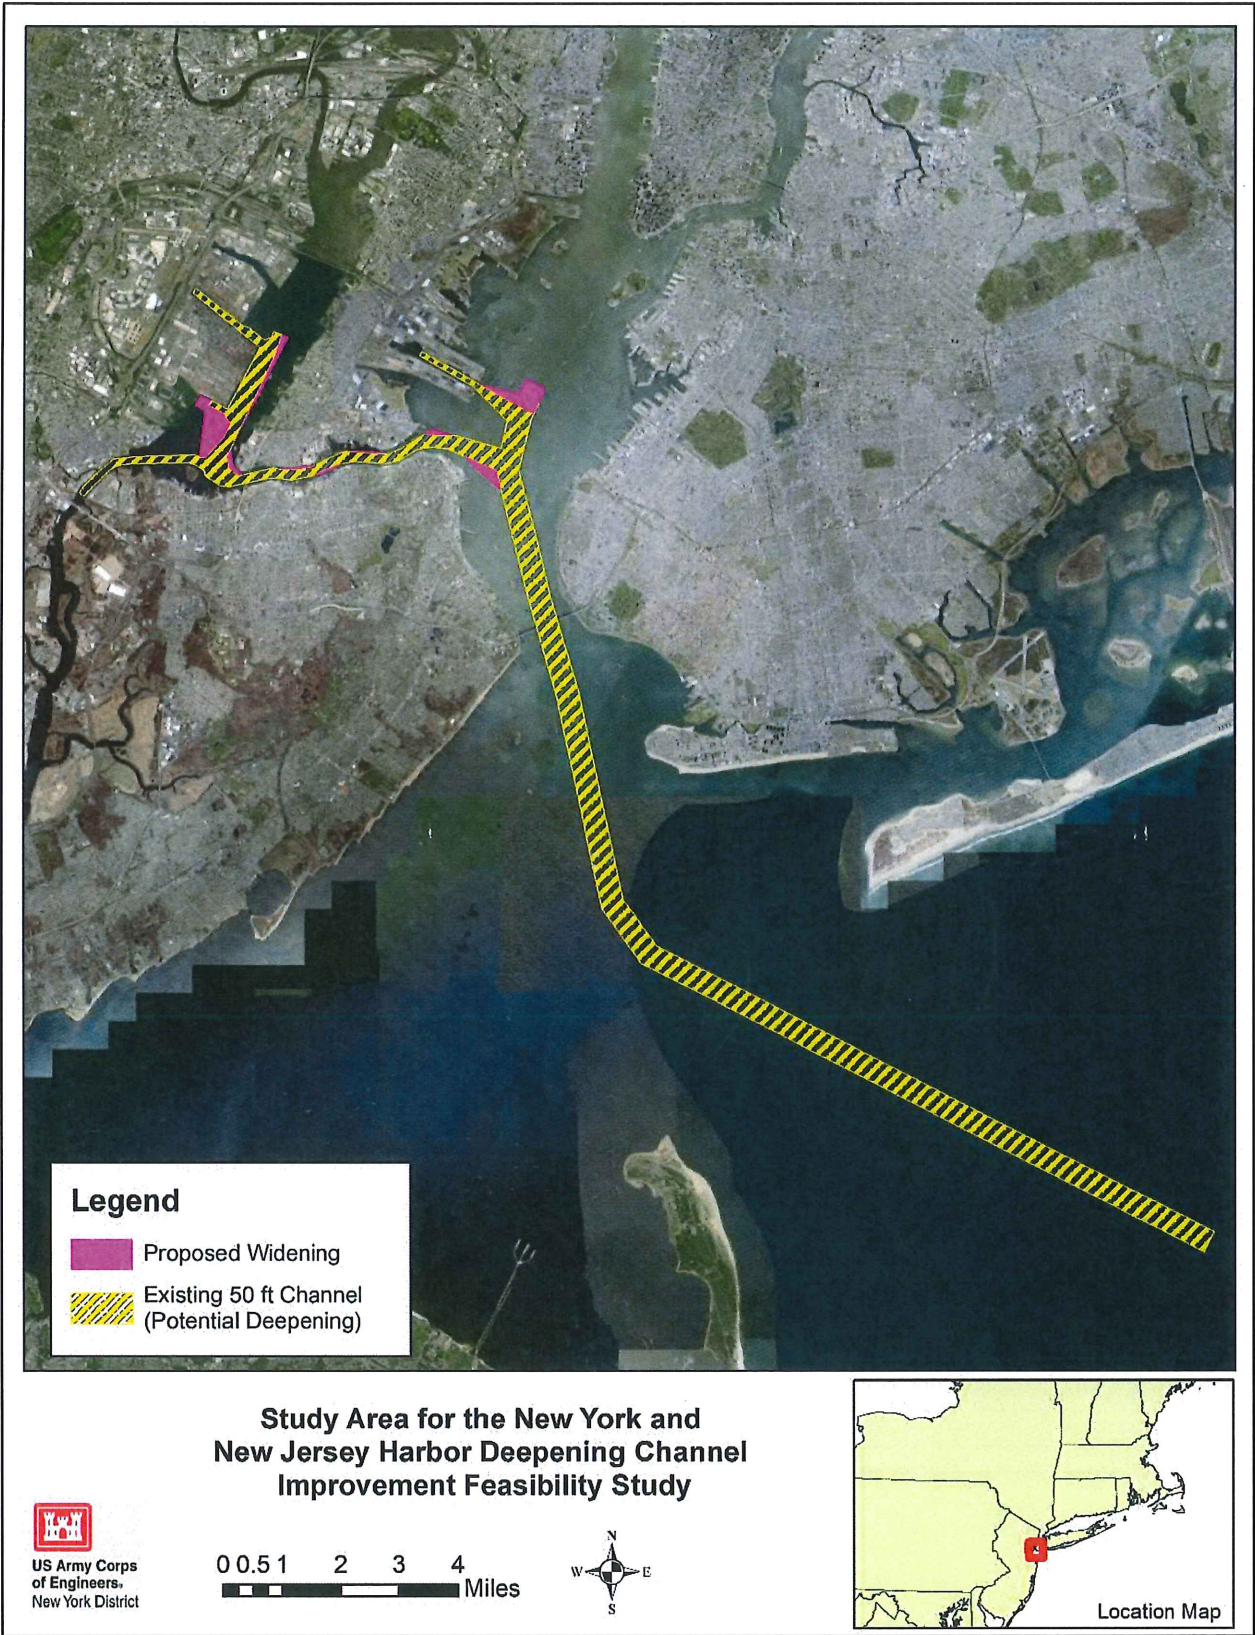 Legend
Proposed Widening
Existing 50 ft Channel
(Potential Deepening)
Study Area for the New York and
New Jersey Harbor Deepening Channel
Improvement Feasibility Study
US Army Corps
of Engineers®
New York District
0 0.5 1 2 3 4
Miles
N
W E
S
Location Map